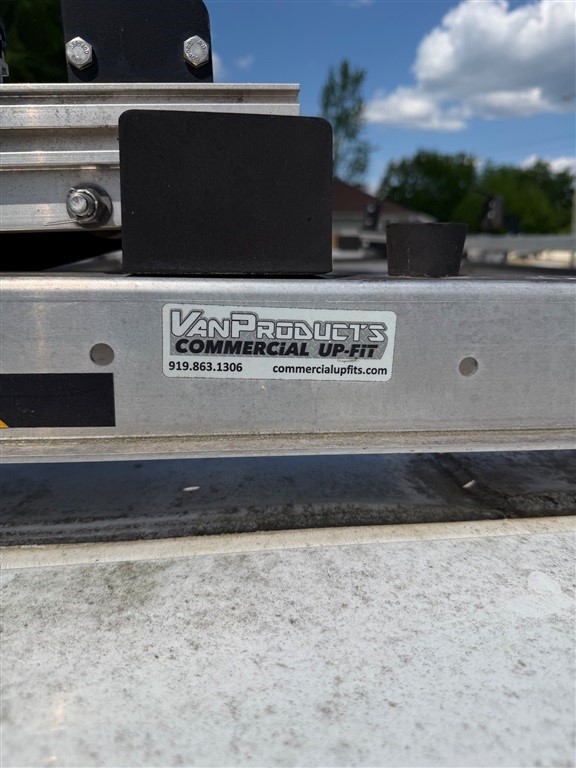 VanProducts
COMMERCiAL UP-FiT
919.863.1306 commercialupfits.com